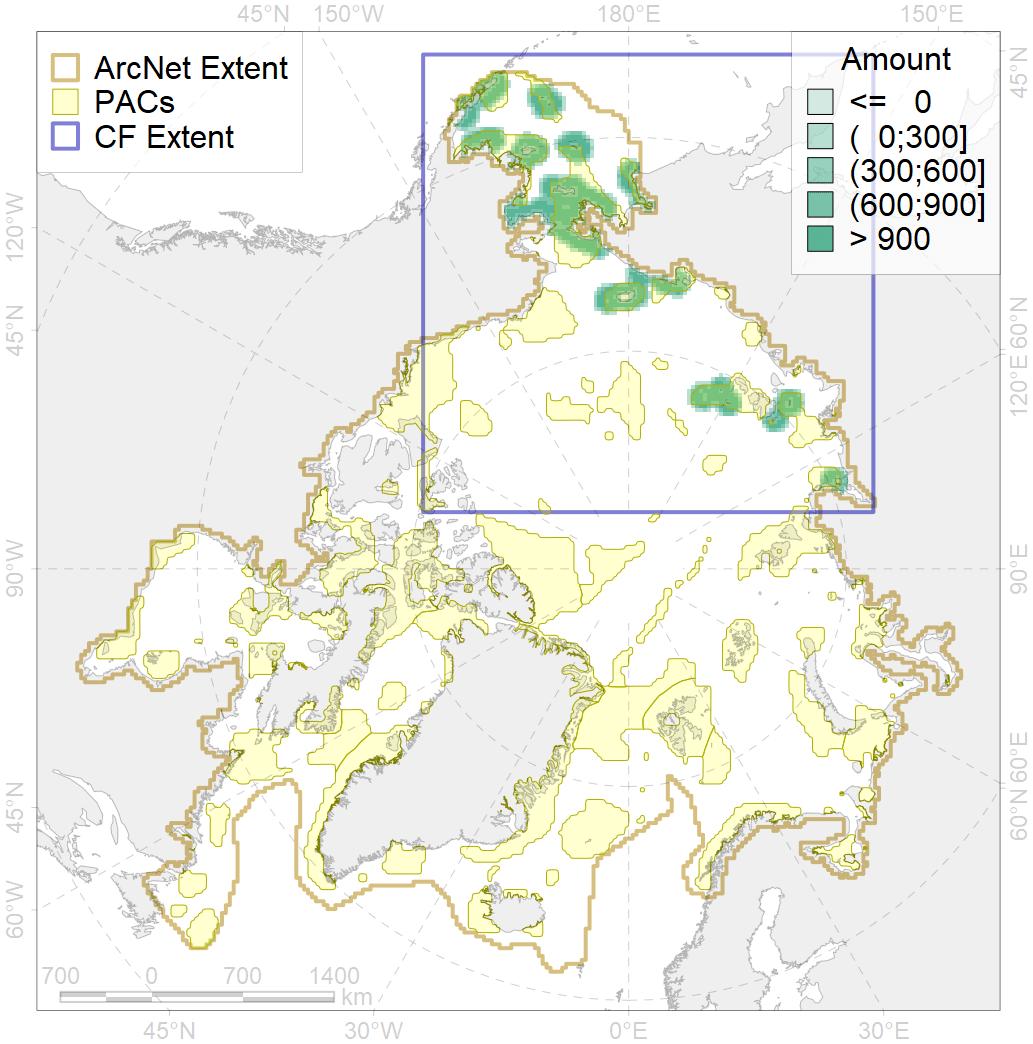 45°N 150°W 180°E 150°E
ArcNet Extent
PACs
CF Extent
Amount
<= 0
( 0;300]
(300;600]
(600;900]
> 900
45°N
120°W
60°N
45°N
120°E
90°W
90°E
60°E
45°N
60°N
60°W
700 0 700 1400
km
45°N 30°W 0°E 30°E